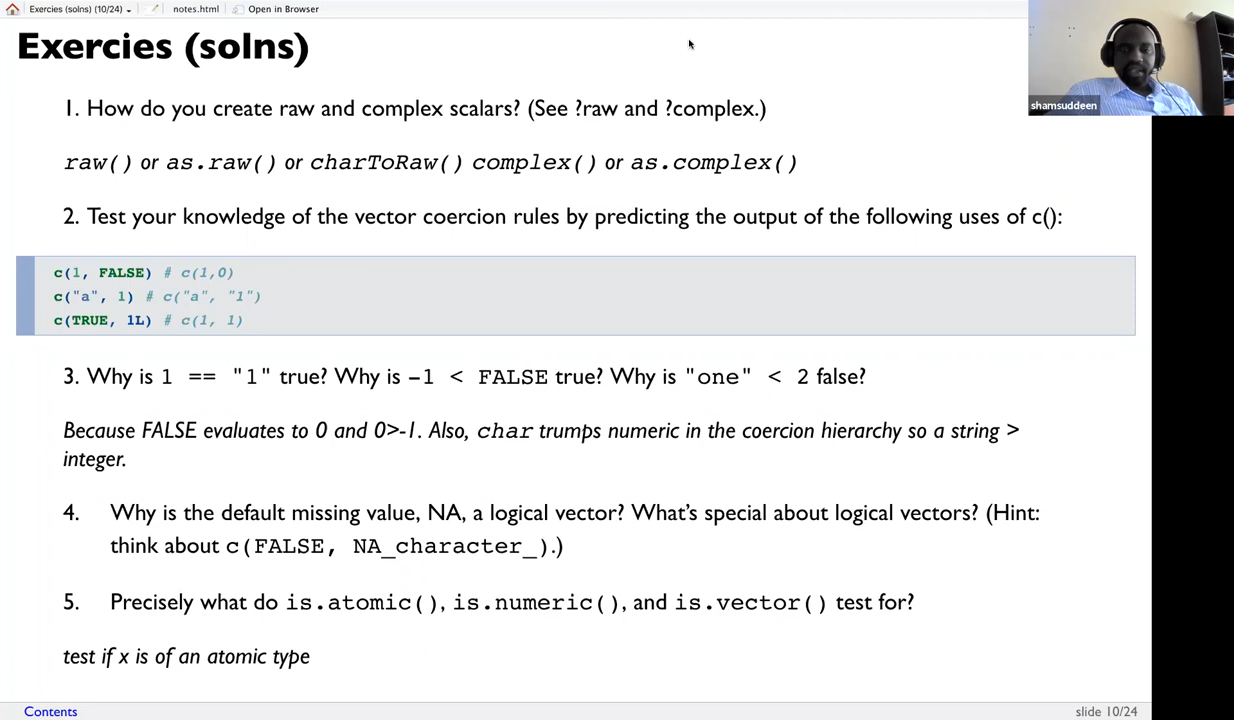 Exercies (solns) (10/24)
notes.html
Open in Browser
Exercies (solns)
shamsuddeen
1. How do you create raw and complex scalars? (See ?raw and ?complex.)
raw() or as.raw() or charToRaw() complex() or as.complex()
2. Test your knowledge of the vector coercion rules by predicting the output of the following uses of c():
c(1, FALSE) # c(1,0)
c("a", 1) # c("a", "1")
c(TRUE, 1L) # c(1, 1)
3. Why is 1 == "1" true? Why is -1 < FALSE true? Why is "one" < 2 false?
Because FALSE evaluates to 0 and 0>-1. Also, char trumps numeric in the coercion hierarchy so a string >
integer.
4. Why is the default missing value, NA, a logical vector? What’s special about logical vectors? (Hint:
think about c(FALSE, NA_character_).)
5. Precisely what do is.atomic(), is.numeric(), and is.vector() test for?
test if x is of an atomic type
Contents
slide 10/24